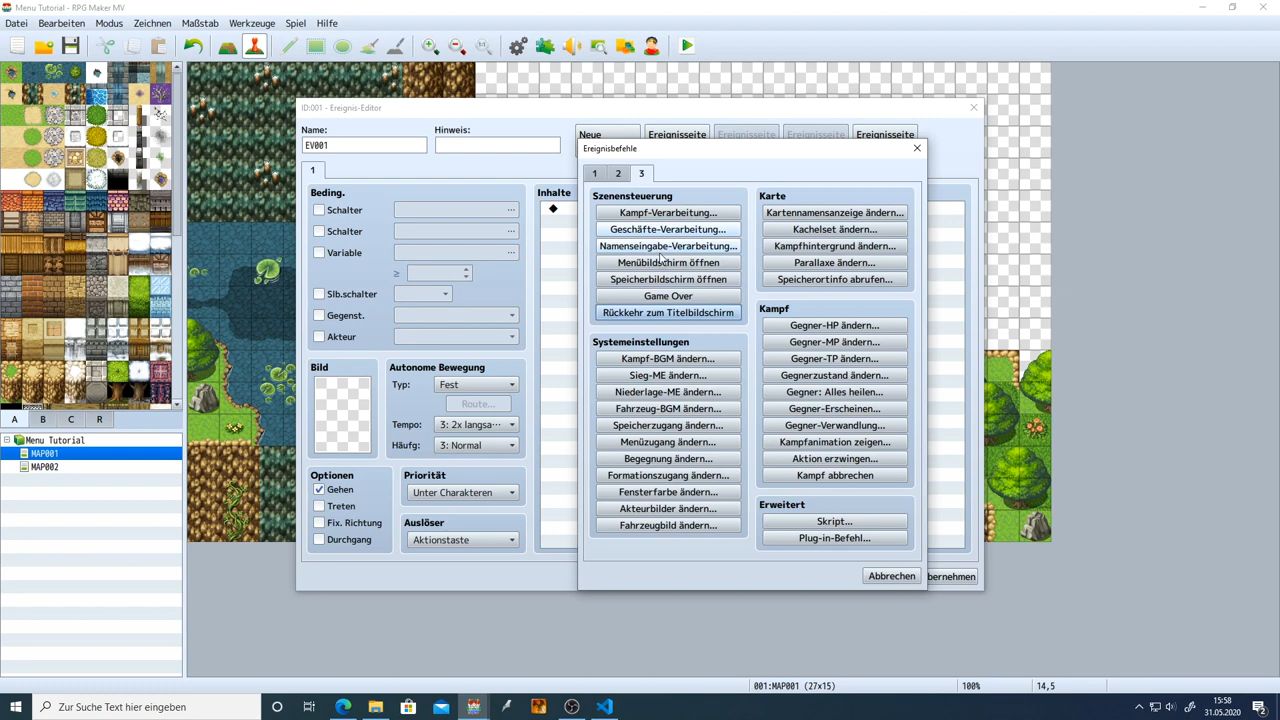 Menu Tutorial - RPG Maker MV
Datei Bearbeiten Modus Zeichnen Maßstab Werkzeuge Spiel Hilfe
1:1
ID:001 - Ereignis-Editor
Name: Hinweis:
EV001
Neue Ereignisseite Ereignisseite Ereignisseite Ereignisseite
1
Beding.
Schalter ...
Schalter ...
Variable ...
≥
Slb.schalter
Gegenst.
Akteur
Bild
Autonome Bewegung
Typ: Fest
Route...
Tempo: 3: 2x langsa···
Häufg: 3: Normal
Optionen
Gehen
Treten
Fix. Richtung
Durchgang
Priorität
Unter Charakteren
Auslöser
Aktionstaste
Inhalte
◆
bernehmen
Ereignisbefehle
1 2 3
Szenensteuerung
Kampf-Verarbeitung...
Geschäfte-Verarbeitung...
Namenseingabe-Verarbeitung...
Menübildschirm öffnen
Speicherbildschirm öffnen
Game Over
Rückkehr zum Titelbildschirm
Systemeinstellungen
Kampf-BGM ändern...
Sieg-ME ändern...
Niederlage-ME ändern...
Fahrzeug-BGM ändern...
Speicherzugang ändern...
Menüzugang ändern...
Begegnung ändern...
Formationszugang ändern...
Fensterfarbe ändern...
Akteurbilder ändern...
Fahrzeugbild ändern...
Karte
Kartennamensanzeige ändern...
Kachelset ändern...
Kampfhintergrund ändern...
Parallaxe ändern...
Speicherortinfo abrufen...
Kampf
Gegner-HP ändern...
Gegner-MP ändern...
Gegner-TP ändern...
Gegnerzustand ändern...
Gegner: Alles heilen...
Gegner-Erscheinen...
Gegner-Verwandlung...
Kampfanimation zeigen...
Aktion erzwingen...
Kampf abbrechen
Erweitert
Skript...
Plug-in-Befehl...
Abbrechen
A B C R
Menu Tutorial
MAP001
MAP002
001:MAP001 (27x15) 100% 14,5
Zur Suche Text hier eingeben
15:58
31.05.2020
2